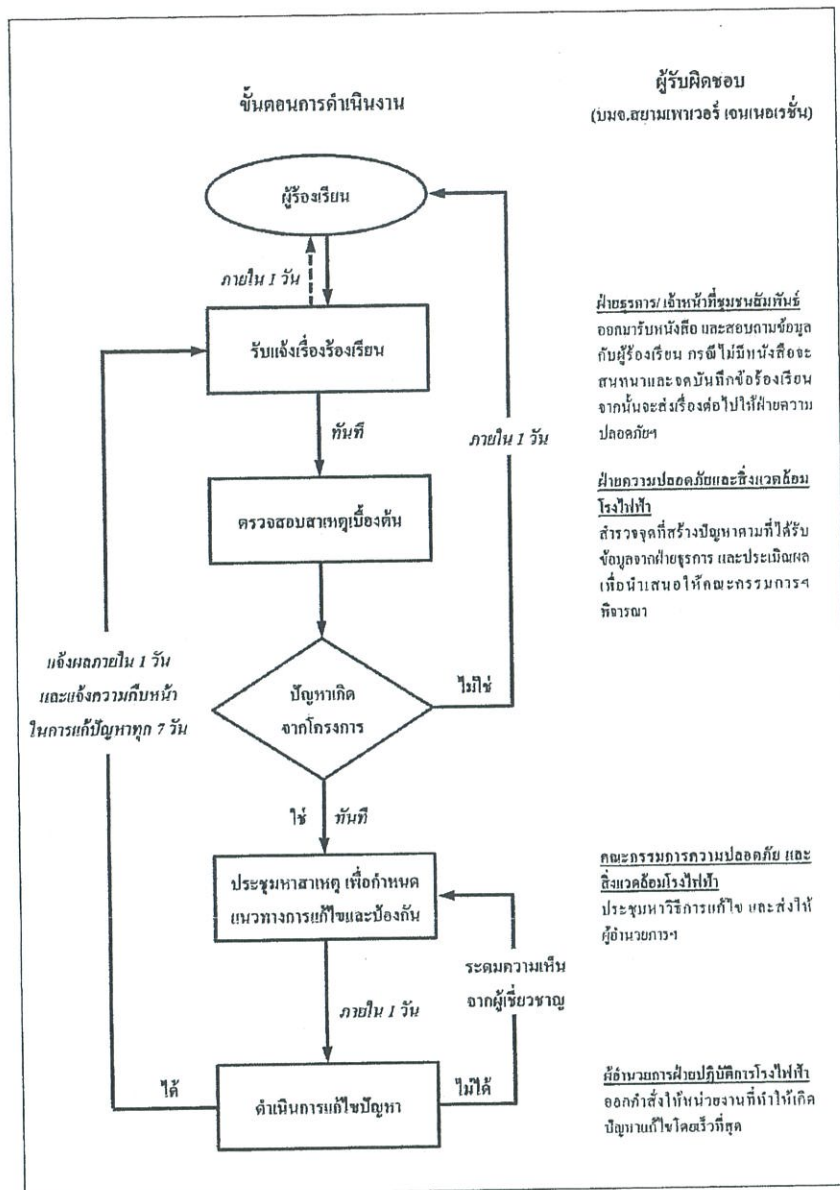 ขั้นตอนการดำเนินงาน
ผู้รับผิดชอบ
(บมจ.สยามเพาเวอร์ เจนเนอเรชั่น)
ผู้ร้องเรียน
ภายใน 1 วัน
รับแจ้งเรื่องร้องเรียน
ฝ่ายธุรการ/เจ้าหน้าที่ชุมชนสัมพันธ์
ออกมารับหนังสือ และสอบถามข้อมูล
กับผู้ร้องเรียน กรณีไม่มีหนังสือจะ
สนทนาและจดบันทึกข้อร้องเรียน
จากนั้นจะส่งเรื่องต่อไปให้ฝ่ายความ
ปลอดภัยฯ
ทันที
ภายใน 1 วัน
ตรวจสอบสาเหตุเบื้องต้น
ฝ่ายความปลอดภัยและสิ่งแวดล้อม
โรงไฟฟ้า
สำรวจจุดที่สร้างปัญหาตามที่ได้รับ
ข้อมูลจากฝ่ายธุรการ และประเมินผล
เพื่อนำเสนอให้คณะกรรมการฯ
พิจารณา
แจ้งผลภายใน 1 วัน
และแจ้งความคืบหน้า
ในการแก้ปัญหาทุก 7 วัน
ปัญหาเกิด
จากโครงการ
ไม่ใช่
ใช่
ทันที
ประชุมหาสาเหตุ เพื่อกำหนด
แนวทางการแก้ไขและป้องกัน
คณะกรรมการความปลอดภัย และ
สิ่งแวดล้อมโรงไฟฟ้า
ประชุมหาวิธีการแก้ไข และส่งให้
ผู้อำนวยการฯ
ระดมความเห็น
จากผู้เชี่ยวชาญ
ภายใน 1 วัน
ได้
ดำเนินการแก้ไขปัญหา
ไม่ได้
ผู้อำนวยการฝ่ายปฏิบัติการโรงไฟฟ้า
ออกคำสั่งให้หน่วยงานที่ทำให้เกิด
ปัญหาแก้ไขโดยเร็วที่สุด